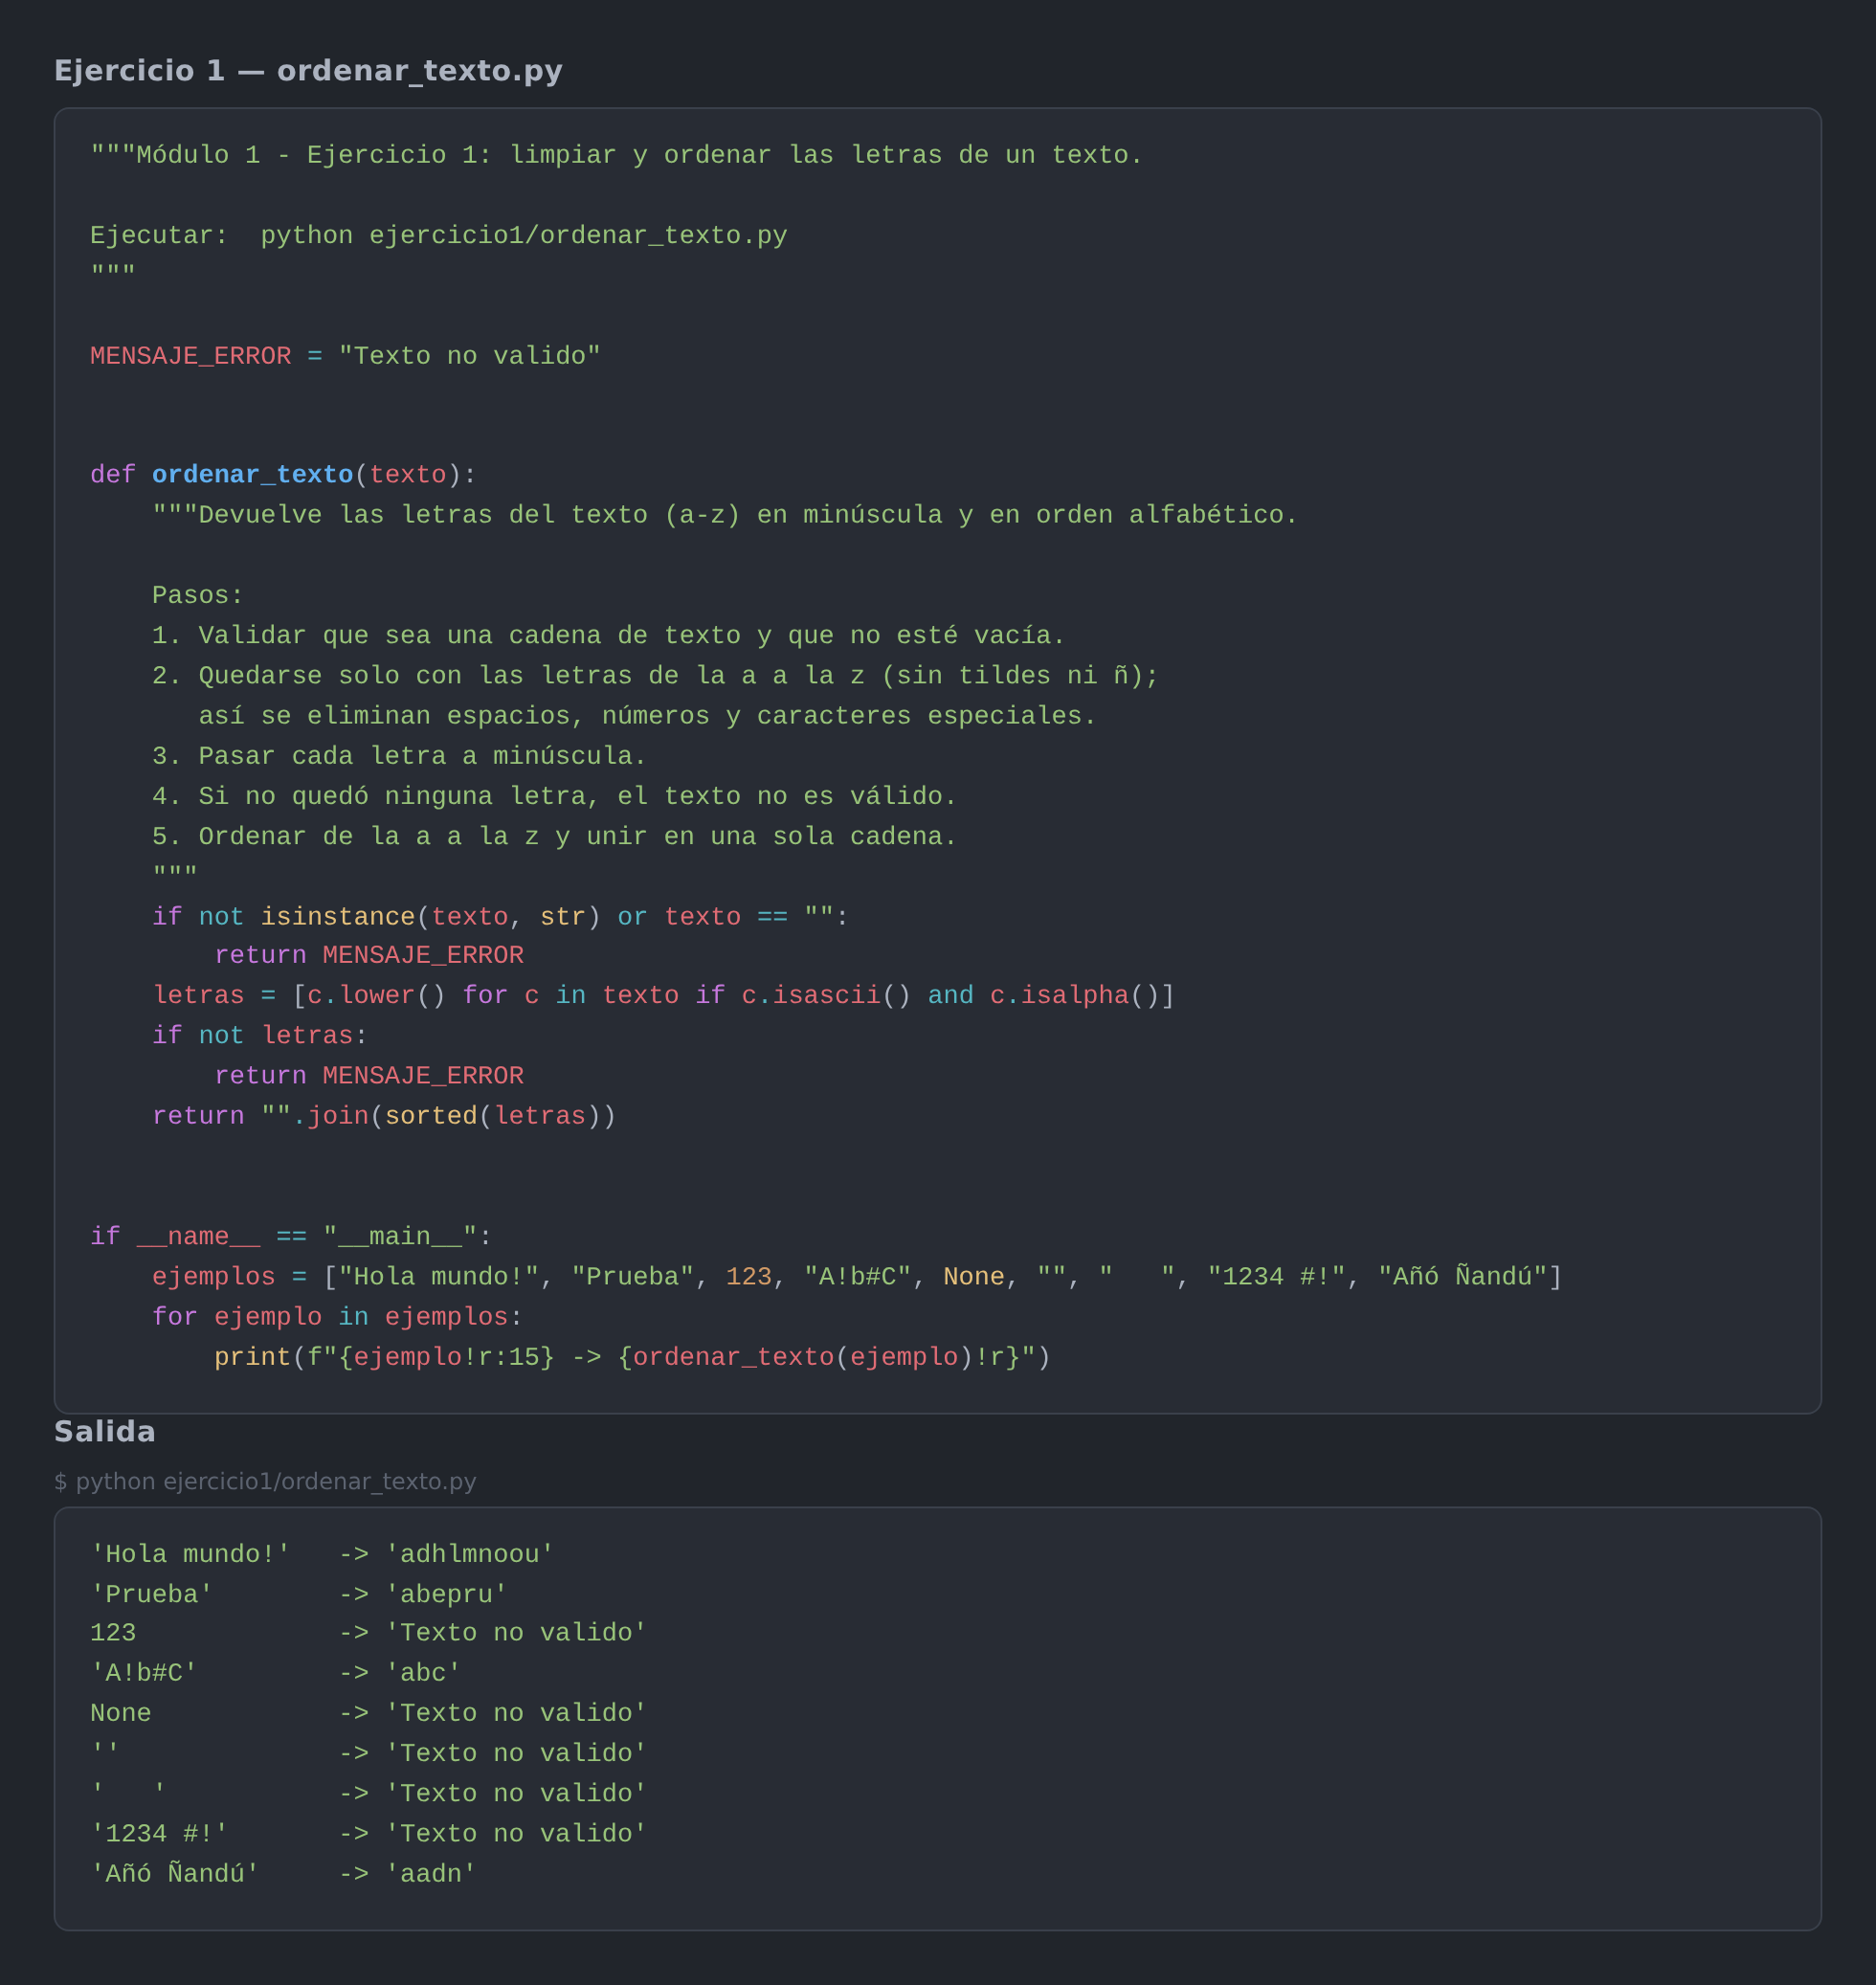 Ejercicio 1 — ordenar_texto.py
"""Módulo 1 - Ejercicio 1: limpiar y ordenar las letras de un texto.
Ejecutar:  python ejercicio1/ordenar_texto.py
"""
MENSAJE_ERROR = "Texto no valido"
def ordenar_texto(texto):
    """Devuelve las letras del texto (a-z) en minúscula y en orden alfabético.
    Pasos:
    1. Validar que sea una cadena de texto y que no esté vacía.
    2. Quedarse solo con las letras de la a a la z (sin tildes ni ñ);
       así se eliminan espacios, números y caracteres especiales.
    3. Pasar cada letra a minúscula.
    4. Si no quedó ninguna letra, el texto no es válido.
    5. Ordenar de la a a la z y unir en una sola cadena.
    """
    if not isinstance(texto, str) or texto == "":
        return MENSAJE_ERROR
    letras = [c.lower() for c in texto if c.isascii() and c.isalpha()]
    if not letras:
        return MENSAJE_ERROR
    return "".join(sorted(letras))
if __name__ == "__main__":
    ejemplos = ["Hola mundo!", "Prueba", 123, "A!b#C", None, "", "   ", "1234 #!", "Añó Ñandú"]
    for ejemplo in ejemplos:
        print(f"{ejemplo!r:15} -> {ordenar_texto(ejemplo)!r}")
Salida
$ python ejercicio1/ordenar_texto.py
'Hola mundo!'   -> 'adhlmnoou'
'Prueba'        -> 'abepru'
123             -> 'Texto no valido'
'A!b#C'         -> 'abc'
None            -> 'Texto no valido'
''              -> 'Texto no valido'
'   '           -> 'Texto no valido'
'1234 #!'       -> 'Texto no valido'
'Añó Ñandú'     -> 'aadn'